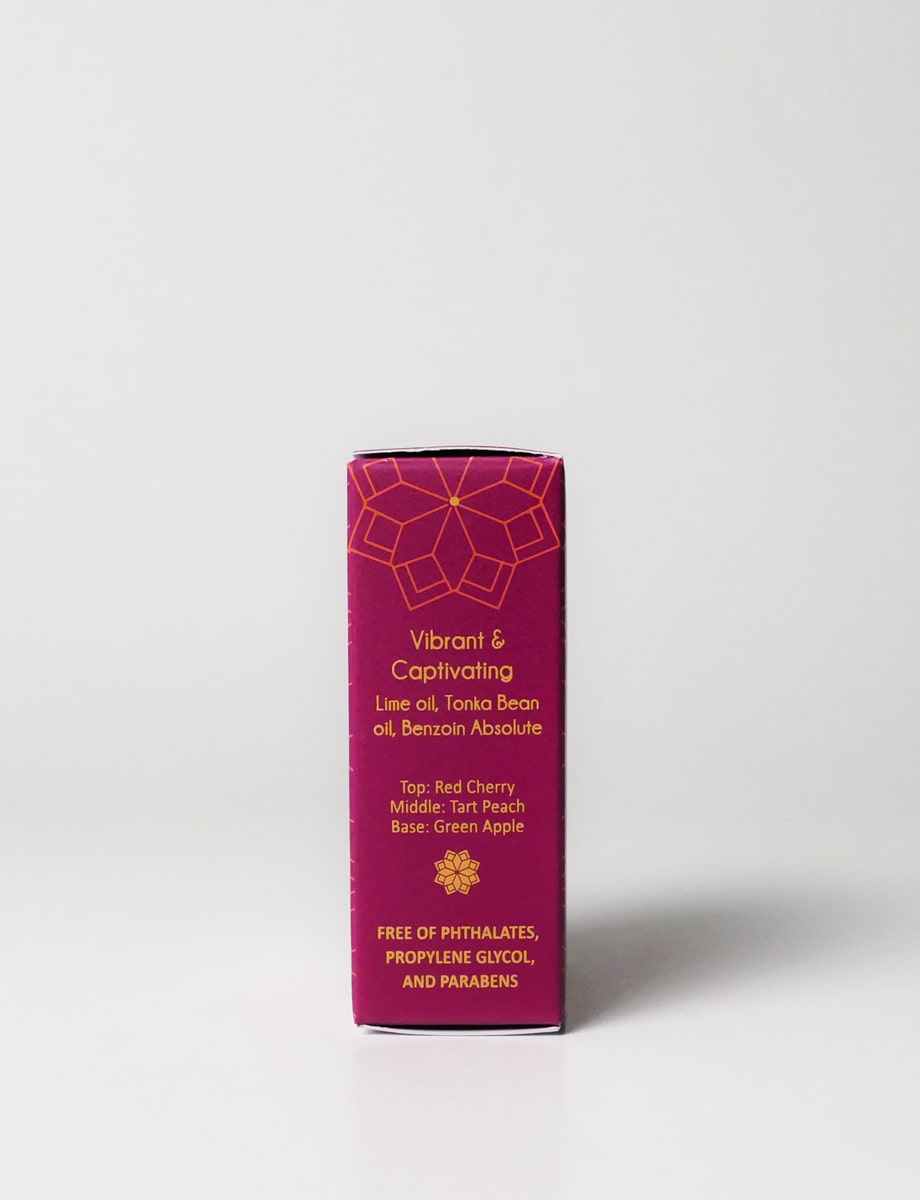 Vibrant &
Captivating
Lime oil, Tonka Bean
oil, Benzoin Absolute
Top: Red Cherry
Middle: Tart Peach
Base: Green Apple
FREE OF PHTHALATES,
PROPYLENE GLYCOL,
AND PARABENS